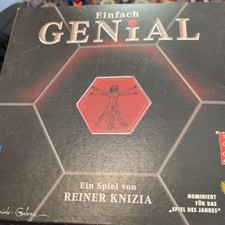 Einfach
GENiAL
Ein Spiel von
REINER KNIZIA
NOMINIERT
FÜR DAS
„SPIEL DES JAHRES"